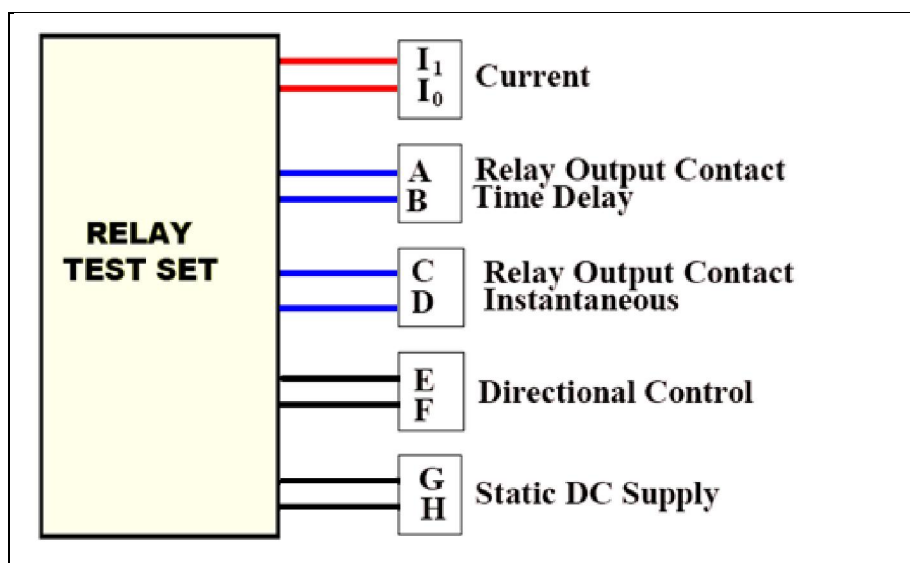 RELAY
TEST SET
I₁
I₀
Current
A
B
Relay Output Contact
Time Delay
C
D
Relay Output Contact
Instantaneous
E
F
Directional Control
G
H
Static DC Supply